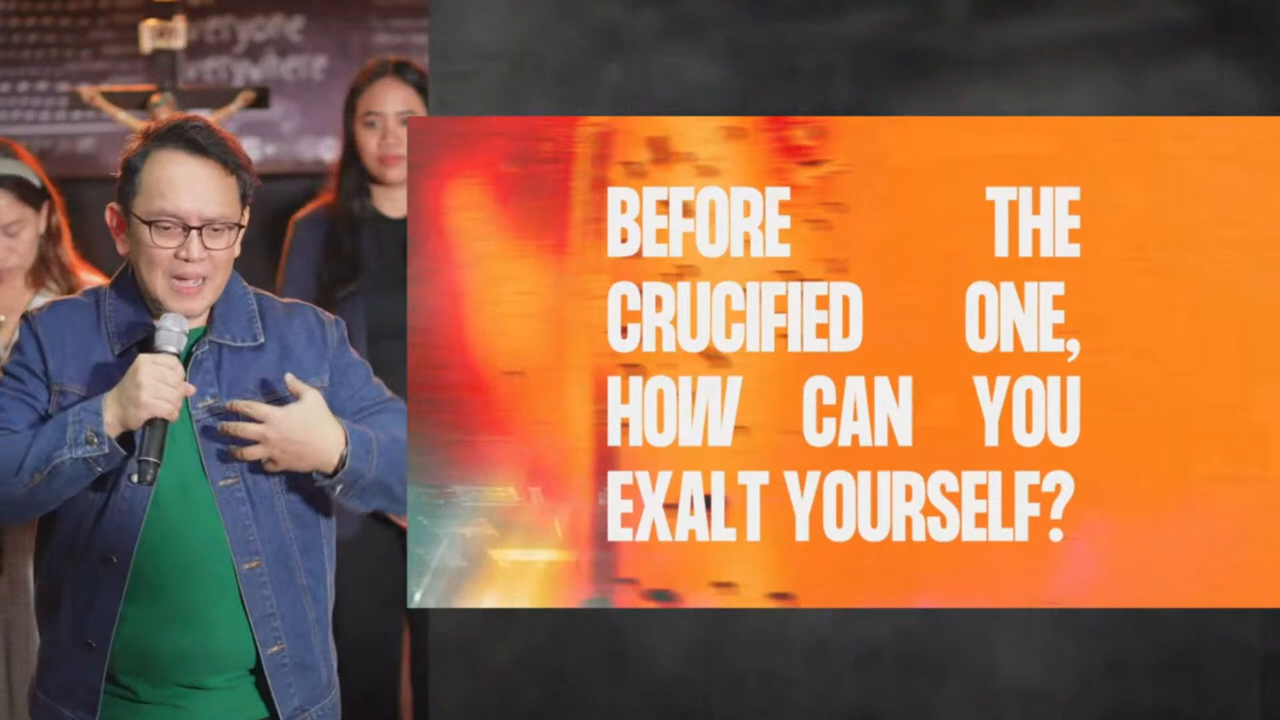 everyone
everywhere
BEFORE THE
CRUCIFIED ONE,
HOW CAN YOU
EXALT YOURSELF?